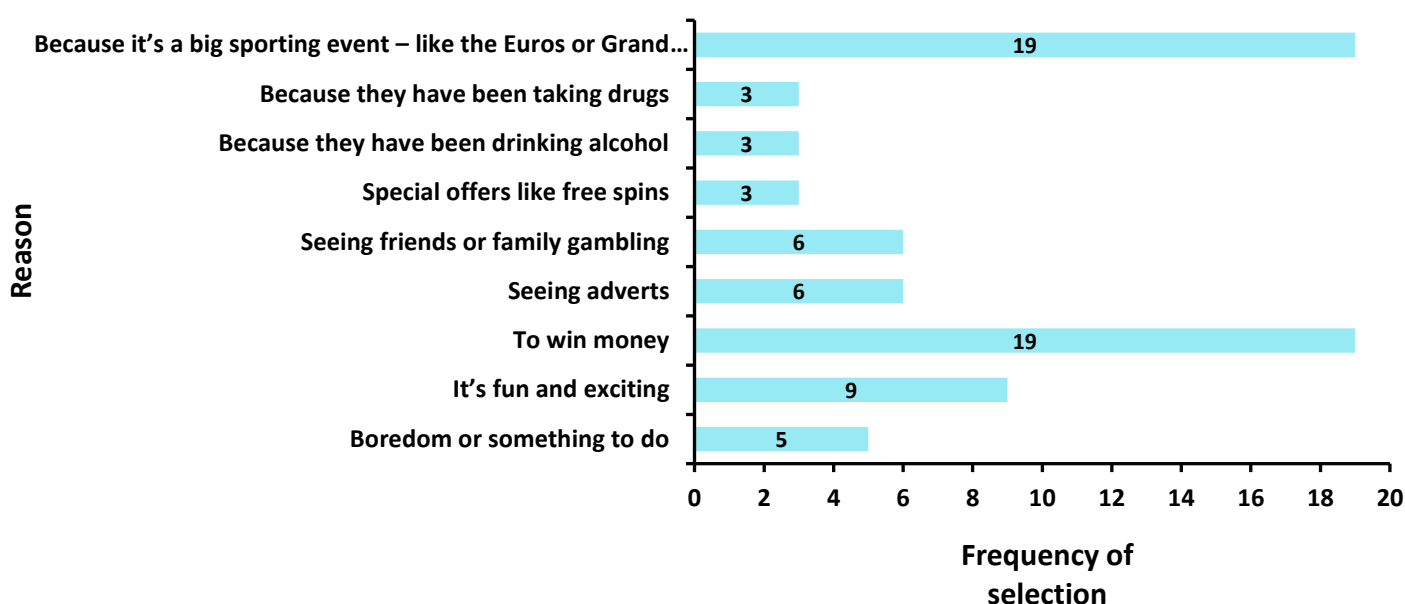 Because it’s a big sporting event – like the Euros or Grand… 19
Because they have been taking drugs 3
Because they have been drinking alcohol 3
Special offers like free spins 3
Seeing friends or family gambling 6
Seeing adverts 6
To win money 19
It’s fun and exciting 9
Boredom or something to do 5
Reason
0 2 4 6 8 10 12 14 16 18 20
Frequency of
selection